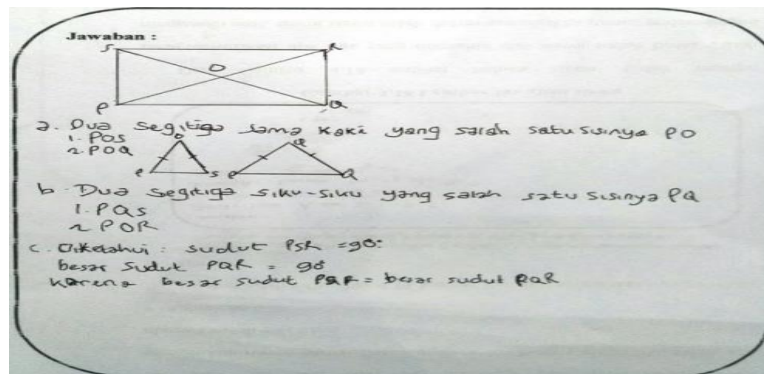 Jawaban :
S R
O
P Q
a. Dua segitiga sama kaki yang salah satu sisinya PO
1. POS
2. POQ
O
P S
P Q
b. Dua segitiga siku-siku yang salah satu sisinya PQ
1. PQS
2. PQR
c. Diketahui : sudut PSR = 90°
besar sudut PQR = 90°
karena besar sudut = besar sudut PQR